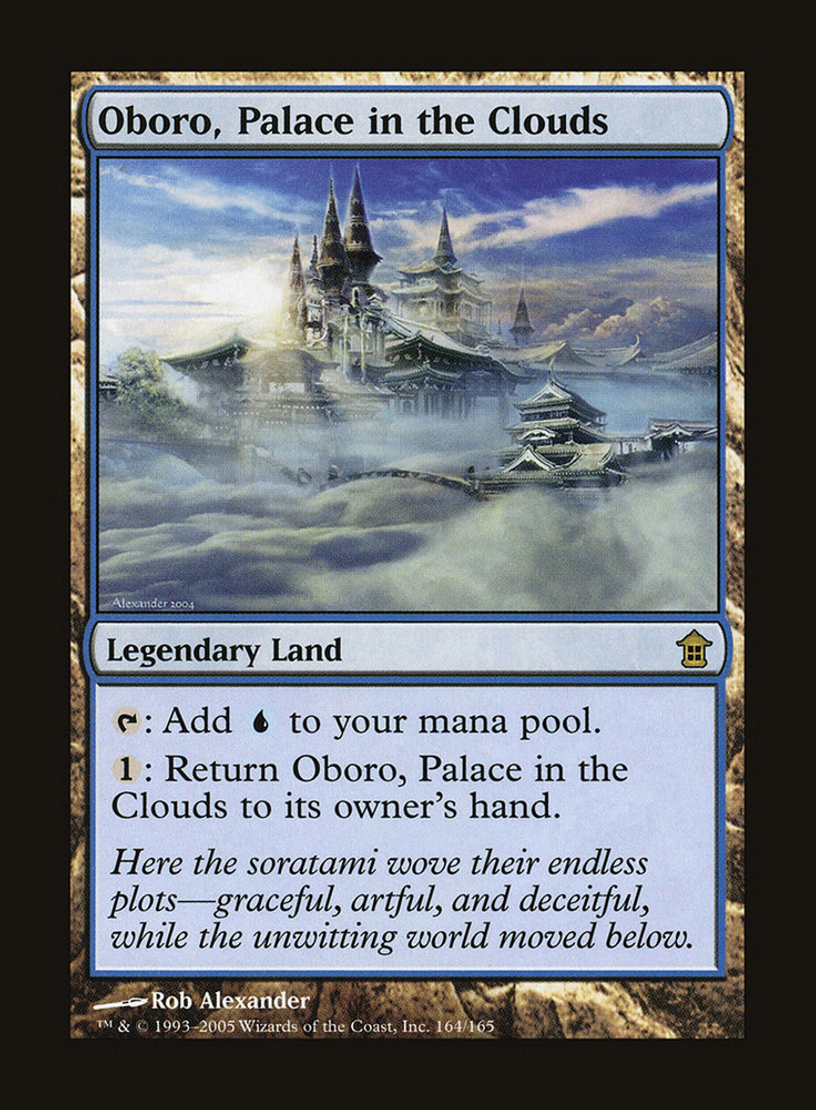 Oboro, Palace in the Clouds
Alexander 2004
Legendary Land
: Add to your mana pool.
1: Return Oboro, Palace in the
Clouds to its owner's hand.
Here the soratami wove their endless
plots—graceful, artful, and deceitful,
while the unwitting world moved below.
Rob Alexander
™ & © 1993–2005 Wizards of the Coast, Inc. 164/165